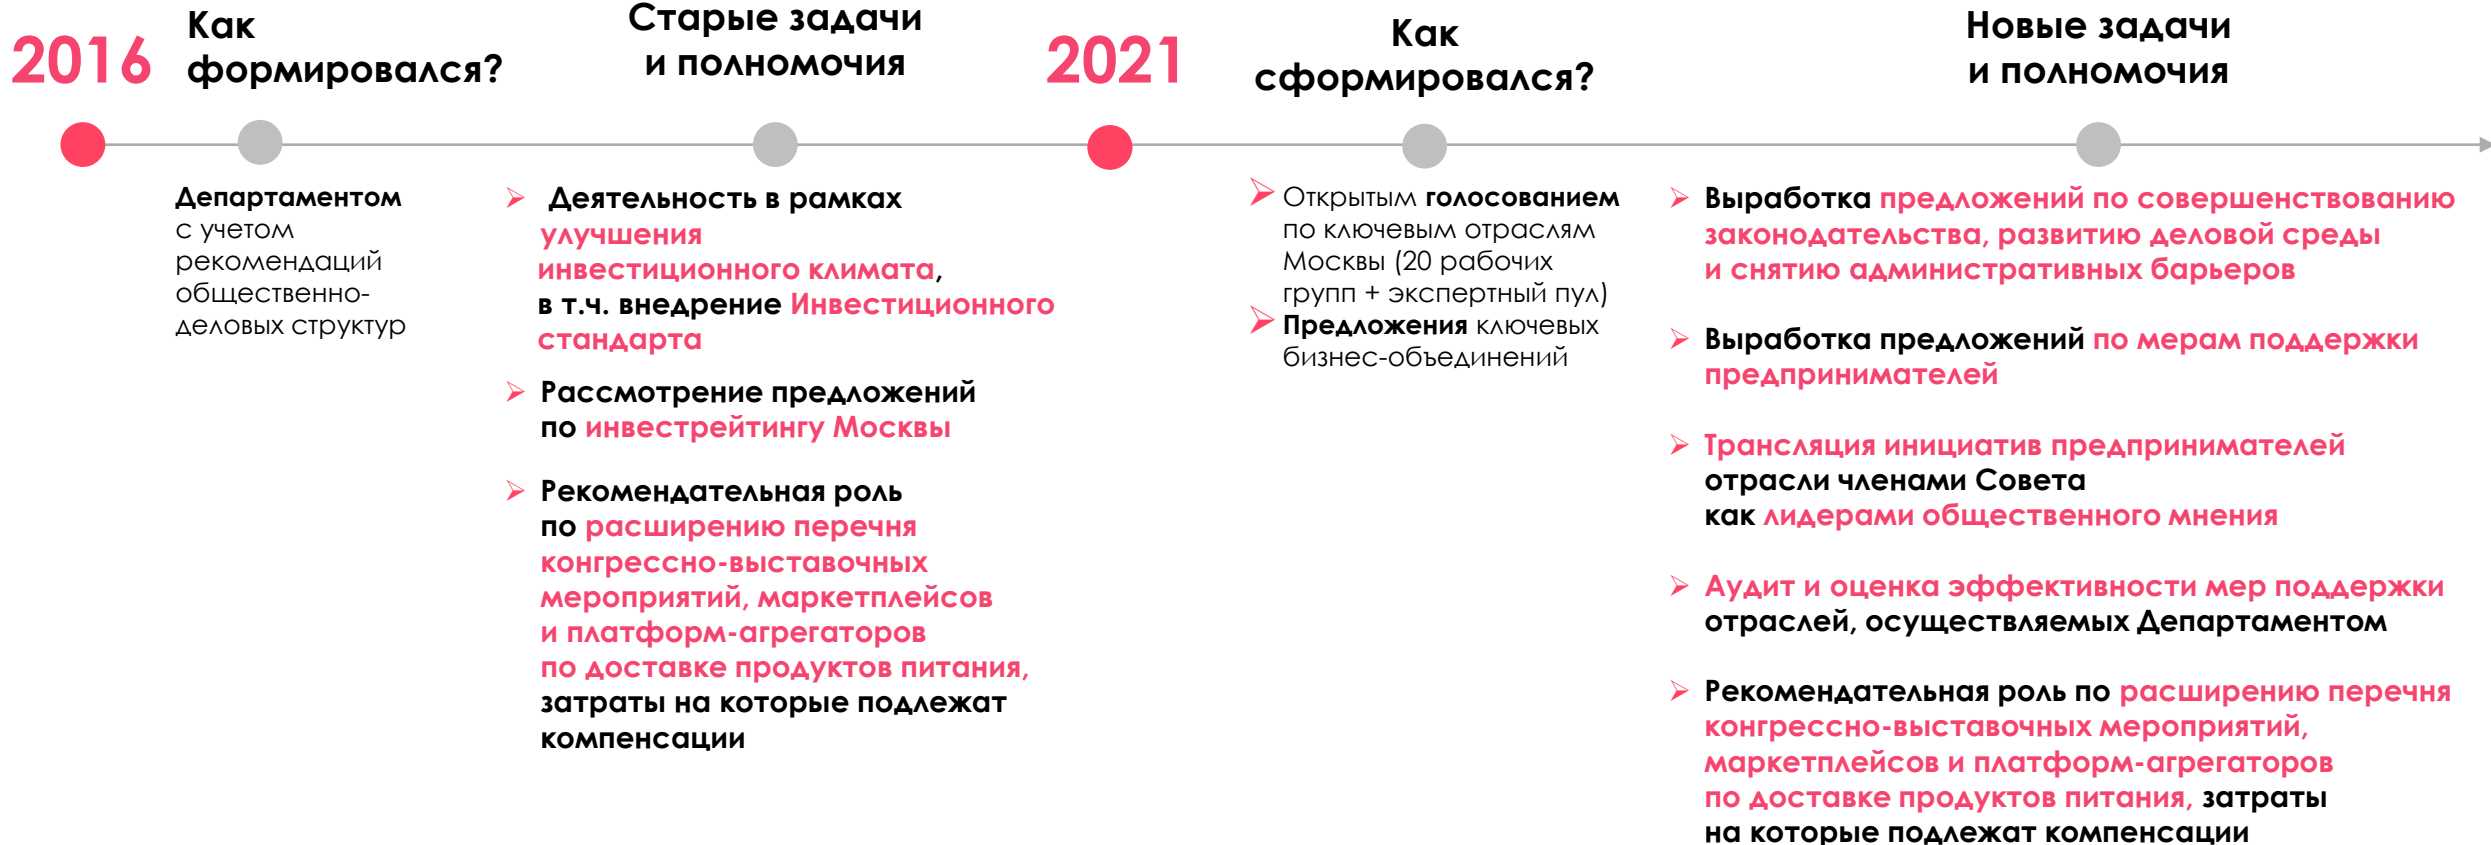 2016
Как
формировался?
Старые задачи
и полномочия
2021
Как
сформировался?
Новые задачи
и полномочия
Департаментом
с учетом
рекомендаций
общественно-
деловых структур
➢ Деятельность в рамках
улучшения
инвестиционного климата,
в т.ч. внедрение Инвестиционного
стандарта
➢ Рассмотрение предложений
по инвестрейтингу Москвы
➢ Рекомендательная роль
по расширению перечня
конгрессно-выставочных
мероприятий, маркетплейсов
и платформ-агрегаторов
по доставке продуктов питания,
затраты на которые подлежат
компенсации
➢ Открытым голосованием
по ключевым отраслям
Москвы (20 рабочих
групп + экспертный пул)
➢ Предложения ключевых
бизнес-объединений
➢ Выработка предложений по совершенствованию
законодательства, развитию деловой среды
и снятию административных барьеров
➢ Выработка предложений по мерам поддержки
предпринимателей
➢ Трансляция инициатив предпринимателей
отрасли членами Совета
как лидерами общественного мнения
➢ Аудит и оценка эффективности мер поддержки
отраслей, осуществляемых Департаментом
➢ Рекомендательная роль по расширению перечня
конгрессно-выставочных мероприятий,
маркетплейсов и платформ-агрегаторов
по доставке продуктов питания, затраты
на которые подлежат компенсации